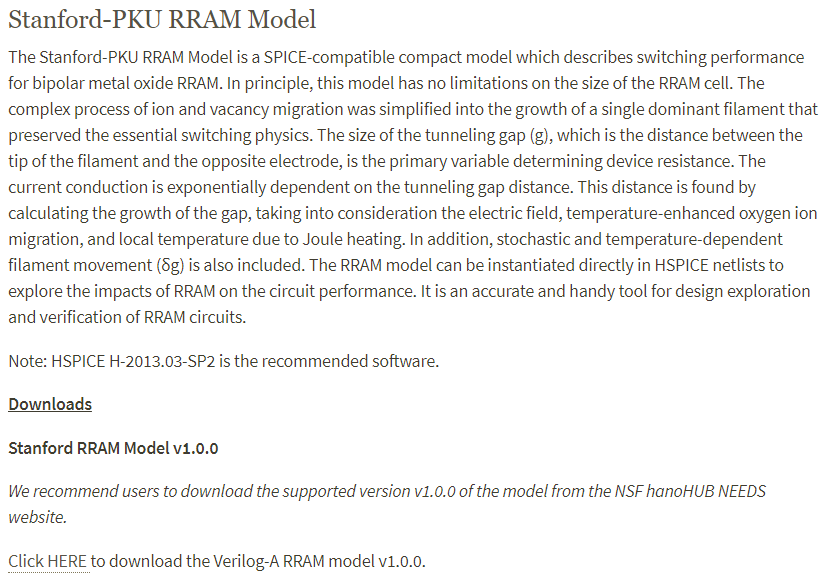 Stanford-PKU RRAM Model
The Stanford-PKU RRAM Model is a SPICE-compatible compact model which describes switching performance
for bipolar metal oxide RRAM. In principle, this model has no limitations on the size of the RRAM cell. The
complex process of ion and vacancy migration was simplified into the growth of a single dominant filament that
preserved the essential switching physics. The size of the tunneling gap (g), which is the distance between the
tip of the filament and the opposite electrode, is the primary variable determining device resistance. The
current conduction is exponentially dependent on the tunneling gap distance. This distance is found by
calculating the growth of the gap, taking into consideration the electric field, temperature-enhanced oxygen ion
migration, and local temperature due to Joule heating. In addition, stochastic and temperature-dependent
filament movement (δg) is also included. The RRAM model can be instantiated directly in HSPICE netlists to
explore the impacts of RRAM on the circuit performance. It is an accurate and handy tool for design exploration
and verification of RRAM circuits.
Note: HSPICE H-2013.03-SP2 is the recommended software.
Downloads
Stanford RRAM Model v1.0.0
We recommend users to download the supported version v1.0.0 of the model from the NSF hanoHUB NEEDS
website.
Click HERE to download the Verilog-A RRAM model v1.0.0.